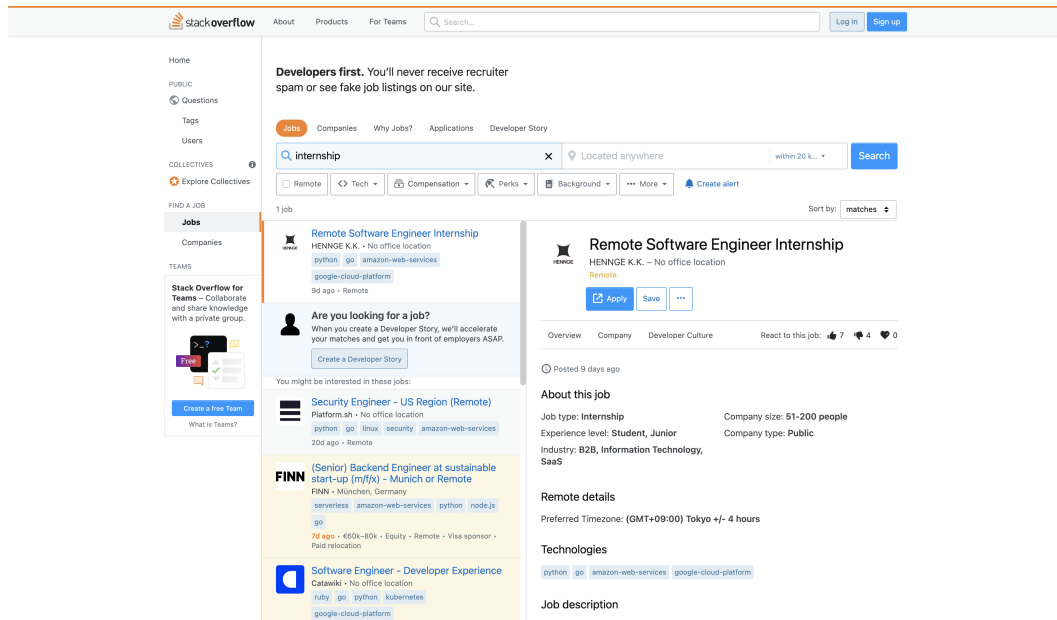 stack overflow
About
Products
For Teams
Search...
Log in
Sign up
Home
PUBLIC
Questions
Tags
Users
COLLECTIVES
Explore Collectives
FIND A JOB
Jobs
Companies
TEAMS
Stack Overflow for
Teams – Collaborate
and share knowledge
with a private group.
>_?
Free
Create a free Team
What is Teams?
Developers first. You'll never receive recruiter
spam or see fake job listings on our site.
Jobs
Companies
Why Jobs?
Applications
Developer Story
internship
Located anywhere
within 20 k...
Search
Remote
Tech
Compensation
Perks
Background
More
Create alert
1 job
Sort by:
matches
HENNGE
Remote Software Engineer Internship
HENNGE K.K. • No office location
python go amazon-web-services
google-cloud-platform
9d ago • Remote
Are you looking for a job?
When you create a Developer Story, we'll accelerate
your matches and get you in front of employers ASAP.
Create a Developer Story
You might be interested in these jobs:
Security Engineer - US Region (Remote)
Platform.sh • No office location
python go linux security amazon-web-services
20d ago • Remote
FINN
(Senior) Backend Engineer at sustainable
start-up (m/f/x) - Munich or Remote
FINN • München, Germany
serverless amazon-web-services python node.js
go
7d ago • €60k–80k • Equity • Remote • Visa sponsor •
Paid relocation
Software Engineer - Developer Experience
Catawiki • No office location
ruby go python kubernetes
google-cloud-platform
HENNGE
Remote Software Engineer Internship
HENNGE K.K. – No office location
Remote
Apply
Save
Overview
Company
Developer Culture
React to this job:
7
4
0
Posted 9 days ago
About this job
Job type: Internship
Experience level: Student, Junior
Industry: B2B, Information Technology,
SaaS
Company size: 51-200 people
Company type: Public
Remote details
Preferred Timezone: (GMT+09:00) Tokyo +/- 4 hours
Technologies
python go amazon-web-services google-cloud-platform
Job description